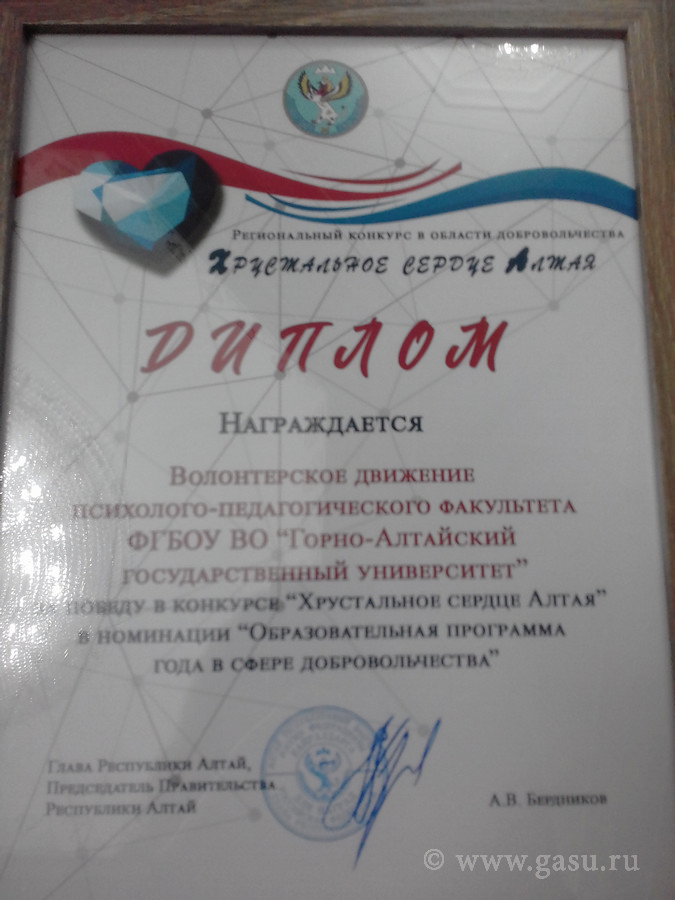 Региональный конкурс в области добровольчества
Хрустальное сердце Алтая
ДИПЛОМ
Награждается
Волонтерское движение
психолого-педагогического факультета
ФГБОУ ВО “Горно-Алтайский
государственный университет”
за победу в конкурсе “Хрустальное сердце Алтая”
в номинации “Образовательная программа
года в сфере добровольчества”
Глава Республики Алтай,
Председатель Правительства
Республики Алтай
А.В. Бердников
© www.gasu.ru